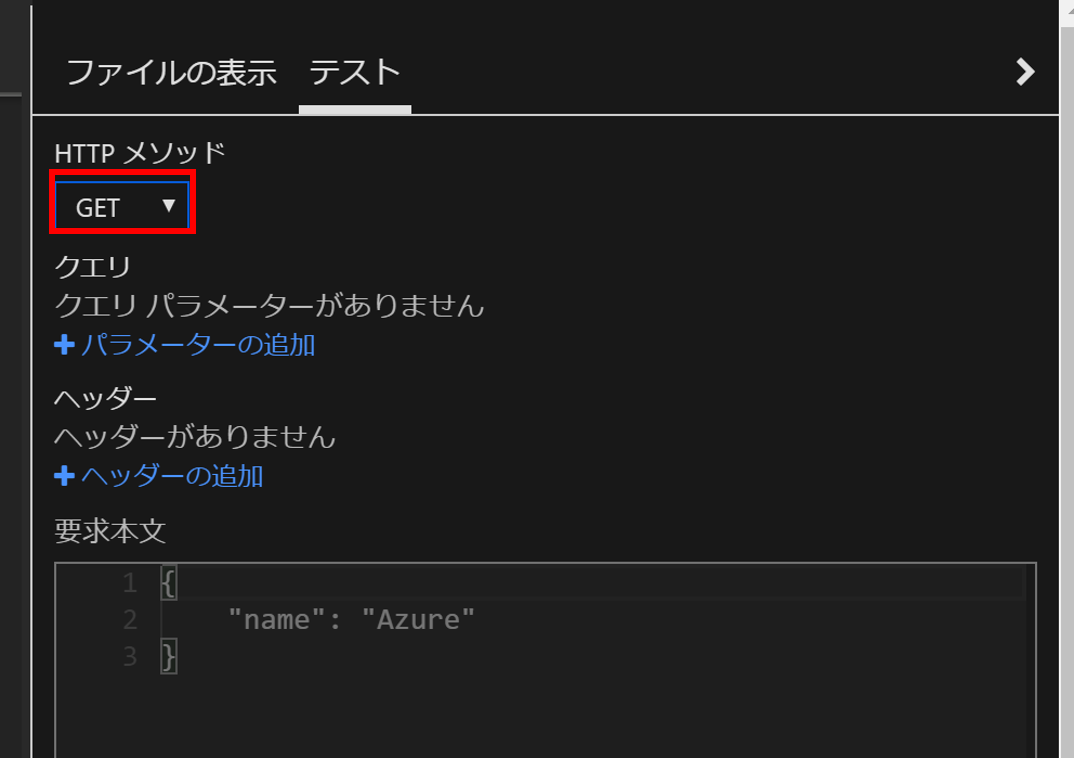 ファイルの表示 テスト
HTTP メソッド
GET ▼
クエリ
クエリ パラメーターがありません
+ パラメーターの追加
ヘッダー
ヘッダーがありません
+ ヘッダーの追加
要求本文
1 {
2 "name": "Azure"
3 }